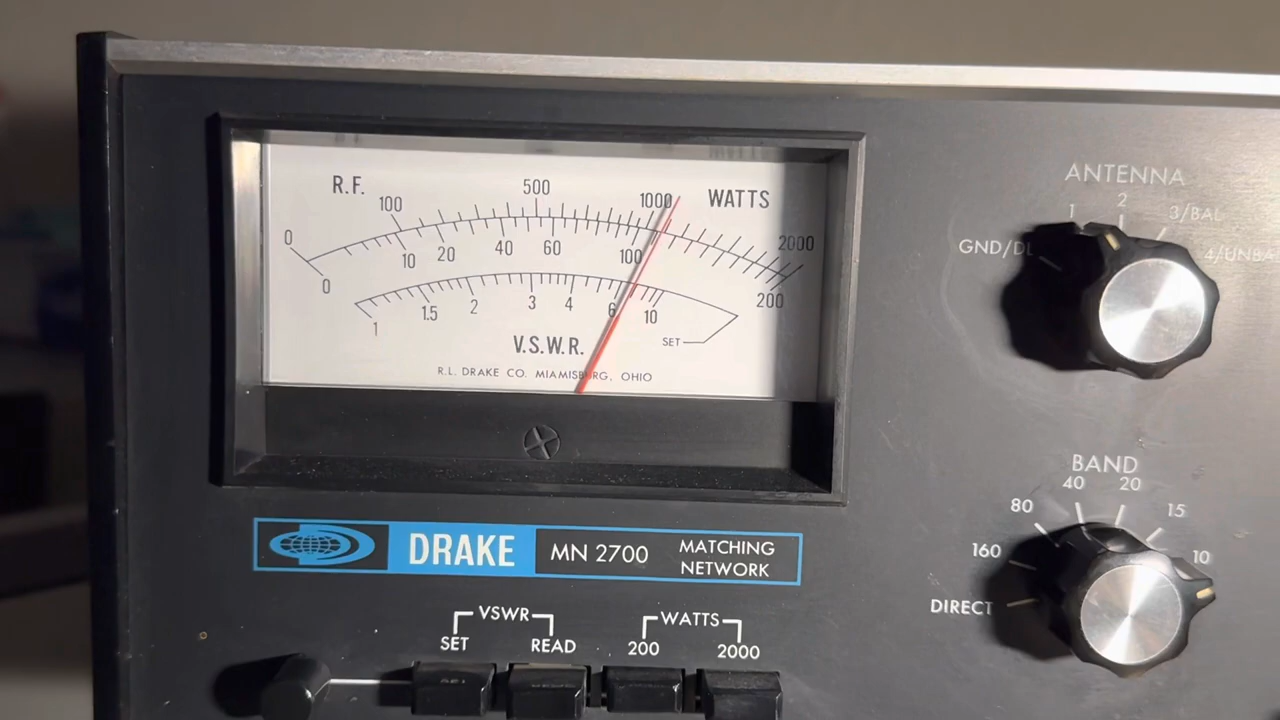 R.F. 100 500 1000 WATTS
0 2000
0 10 20 40 60 100 200
1 1.5 2 3 4 6 10
V.S.W.R. SET
R.L. DRAKE CO. MIAMISBURG, OHIO
DRAKE MN 2700 MATCHING
NETWORK
VSWR WATTS
SET READ 200 2000
ANTENNA
1 2 3/BAL
GND/DL
BAND
40 20
80 15
160 10
DIRECT